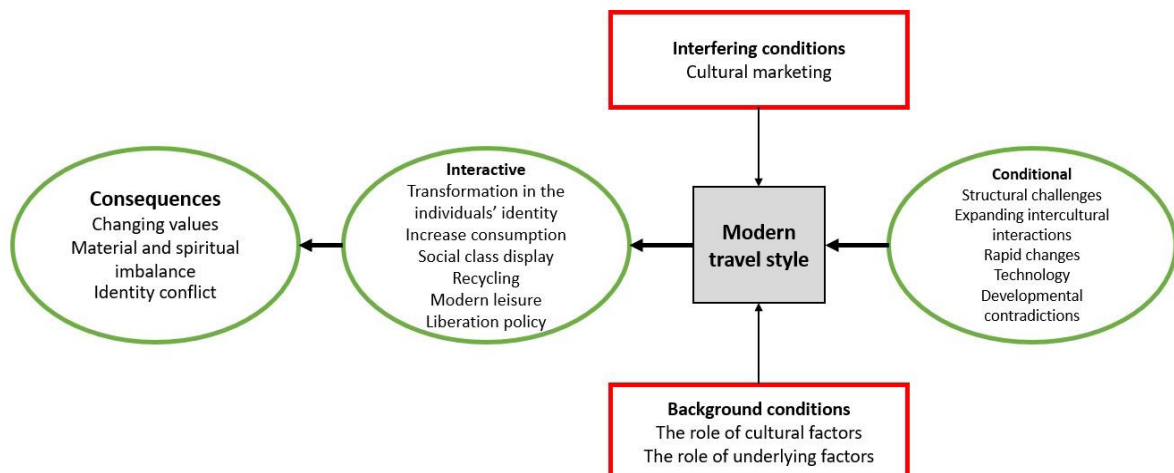 Interfering conditions
Cultural marketing
Consequences
Changing values
Material and spiritual
imbalance
Identity conflict
Interactive
Transformation in the
individuals’ identity
Increase consumption
Social class display
Recycling
Modern leisure
Liberation policy
Modern
travel style
Conditional
Structural challenges
Expanding intercultural
interactions
Rapid changes
Technology
Developmental
contradictions
Background conditions
The role of cultural factors
The role of underlying factors